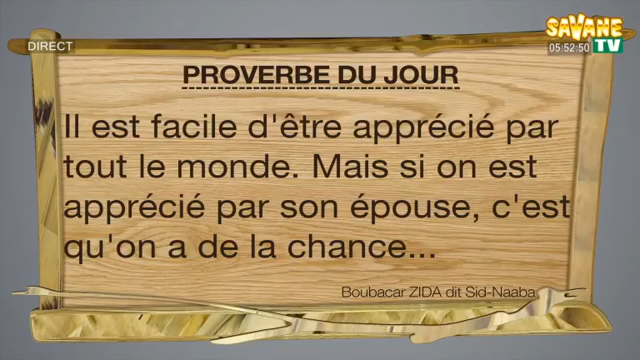 DIRECT
SAVANE
05:52:50 TV
PROVERBE DU JOUR
Il est facile d'être apprécié par
tout le monde. Mais si on est
apprécié par son épouse, c'est
qu'on a de la chance...
Boubacar ZIDA dit Sid-Naaba